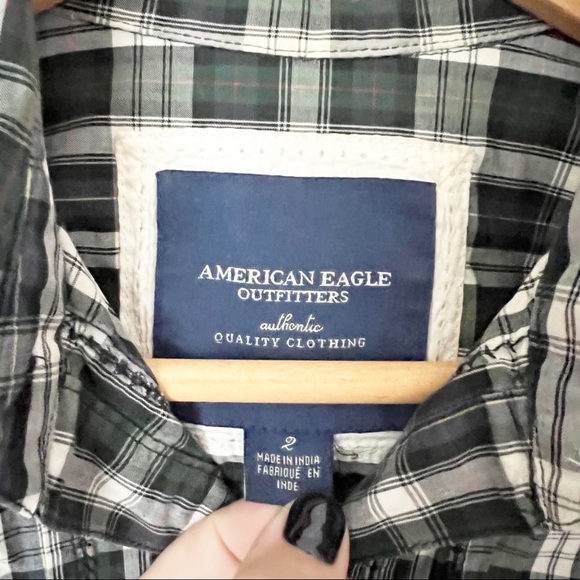 AMERICAN EAGLE
OUTFITTERS
authentic
QUALITY CLOTHING
2
MADE IN INDIA
FABRIQUÉ EN
INDE